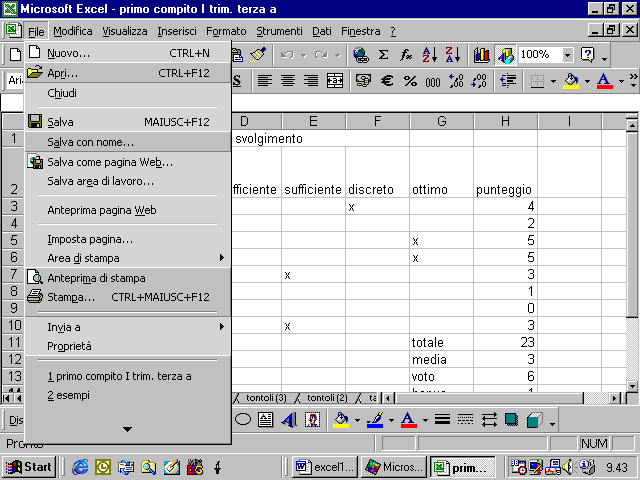 Microsoft Excel - primo compito I trim. terza a
File Modifica Visualizza Inserisci Formato Strumenti Dati Finestra ?
Nuovo... CTRL+N
Apri... CTRL+F12
Chiudi
Salva MAIUSC+F12
Salva con nome...
Salva come pagina Web...
Salva area di lavoro...
Anteprima pagina Web
Imposta pagina...
Area di stampa
Anteprima di stampa
Stampa... CTRL+MAIUSC+F12
Invia a
Proprietà
1 primo compito I trim. terza a
2 esempi
100%
Aria
G C S € % 000
D E F G H I
1 svolgimento
2 fficiente sufficiente discreto ottimo punteggio
3 x 4
4 2
5 x 5
6 x 5
7 x 3
8 1
9 0
10 x 3
11 totale 23
12 media 3
13 voto 6
tontoli (3) tontoli (2) ta
Dis
Pronto
NUM
Start excel1... Micros... prim... 9.43